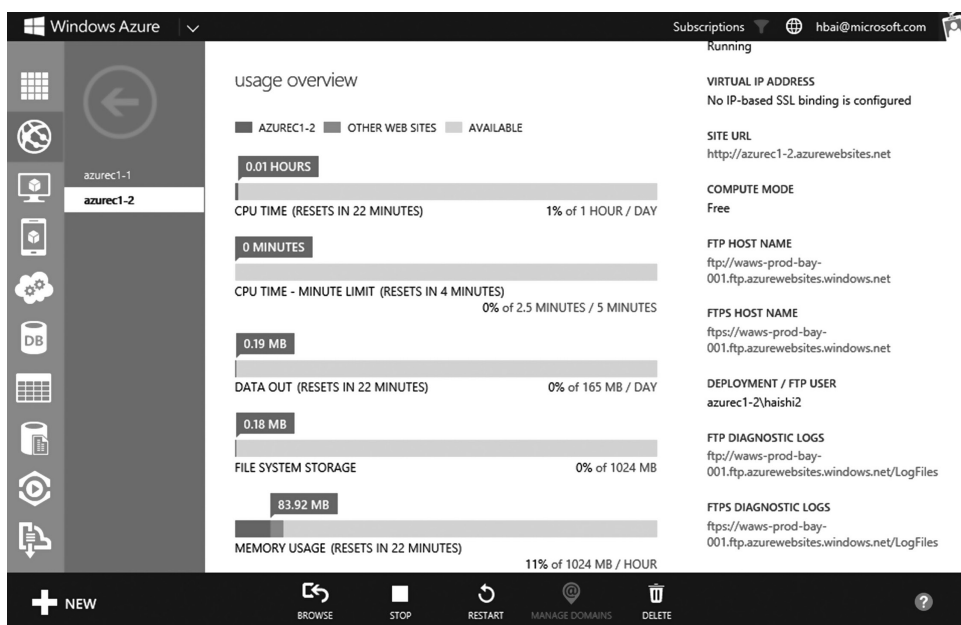 Windows Azure
Subscriptions
hbai@microsoft.com
azurec1-1
azurec1-2
usage overview
AZUREC1-2 OTHER WEB SITES AVAILABLE
0.01 HOURS
CPU TIME (RESETS IN 22 MINUTES) 1% of 1 HOUR / DAY
0 MINUTES
CPU TIME - MINUTE LIMIT (RESETS IN 4 MINUTES)
0% of 2.5 MINUTES / 5 MINUTES
0.19 MB
DATA OUT (RESETS IN 22 MINUTES) 0% of 165 MB / DAY
0.18 MB
FILE SYSTEM STORAGE 0% of 1024 MB
83.92 MB
MEMORY USAGE (RESETS IN 22 MINUTES)
11% of 1024 MB / HOUR
Running
VIRTUAL IP ADDRESS
No IP-based SSL binding is configured
SITE URL
http://azurec1-2.azurewebsites.net
COMPUTE MODE
Free
FTP HOST NAME
ftp://waws-prod-bay-
001.ftp.azurewebsites.windows.net
FTPS HOST NAME
ftps://waws-prod-bay-
001.ftp.azurewebsites.windows.net
DEPLOYMENT / FTP USER
azurec1-2\haishi2
FTP DIAGNOSTIC LOGS
ftp://waws-prod-bay-
001.ftp.azurewebsites.windows.net/LogFiles
FTPS DIAGNOSTIC LOGS
ftps://waws-prod-bay-
001.ftp.azurewebsites.windows.net/LogFiles
DB
NEW
BROWSE
STOP
RESTART
MANAGE DOMAINS
DELETE
?